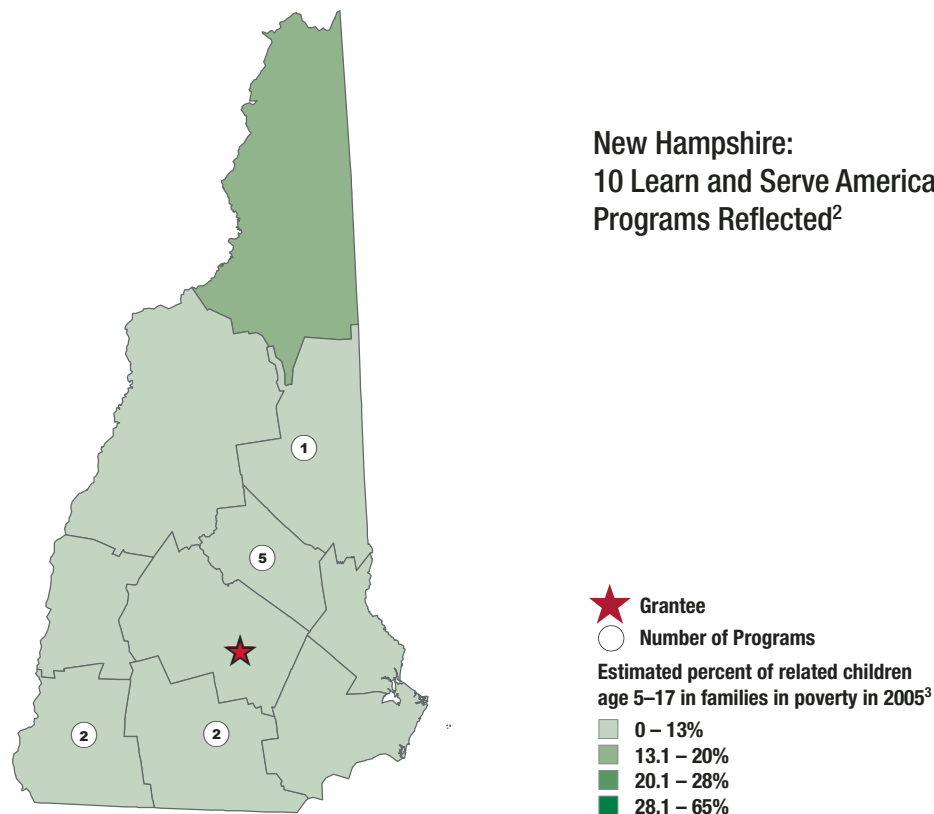 New Hampshire:
10 Learn and Serve America
Programs Reflected²
1
5
2
2
Grantee
Number of Programs
Estimated percent of related children
age 5–17 in families in poverty in 2005³
0 – 13%
13.1 – 20%
20.1 – 28%
28.1 – 65%